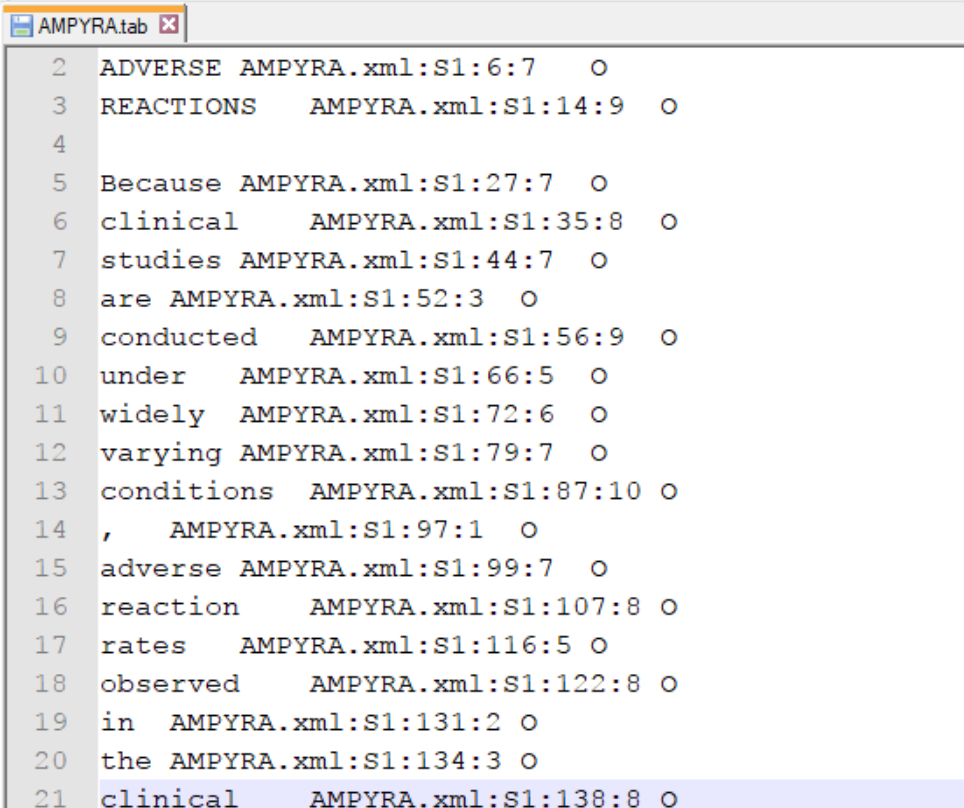 AMPYRA.tab
2 ADVERSE AMPYRA.xml:S1:6:7 O
3 REACTIONS AMPYRA.xml:S1:14:9 O
4
5 Because AMPYRA.xml:S1:27:7 O
6 clinical AMPYRA.xml:S1:35:8 O
7 studies AMPYRA.xml:S1:44:7 O
8 are AMPYRA.xml:S1:52:3 O
9 conducted AMPYRA.xml:S1:56:9 O
10 under AMPYRA.xml:S1:66:5 O
11 widely AMPYRA.xml:S1:72:6 O
12 varying AMPYRA.xml:S1:79:7 O
13 conditions AMPYRA.xml:S1:87:10 O
14 , AMPYRA.xml:S1:97:1 O
15 adverse AMPYRA.xml:S1:99:7 O
16 reaction AMPYRA.xml:S1:107:8 O
17 rates AMPYRA.xml:S1:116:5 O
18 observed AMPYRA.xml:S1:122:8 O
19 in AMPYRA.xml:S1:131:2 O
20 the AMPYRA.xml:S1:134:3 O
21 clinical AMPYRA.xml:S1:138:8 O